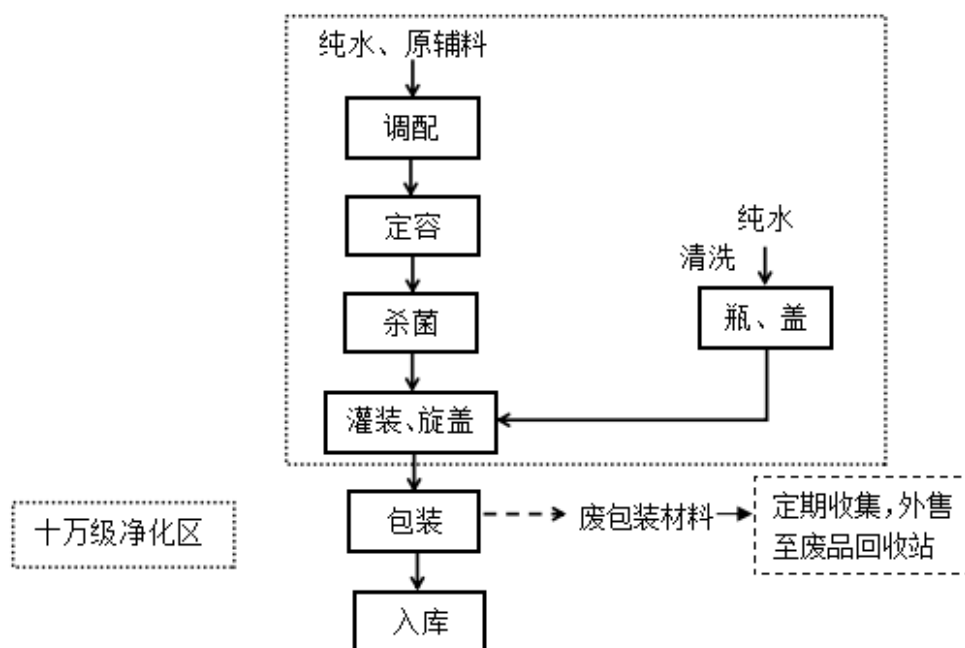 纯水、原辅料
调配
定容
纯水
清洗
杀菌
瓶、盖
灌装、旋盖
包装
废包装材料
定期收集，外售
至废品回收站
十万级净化区
入库